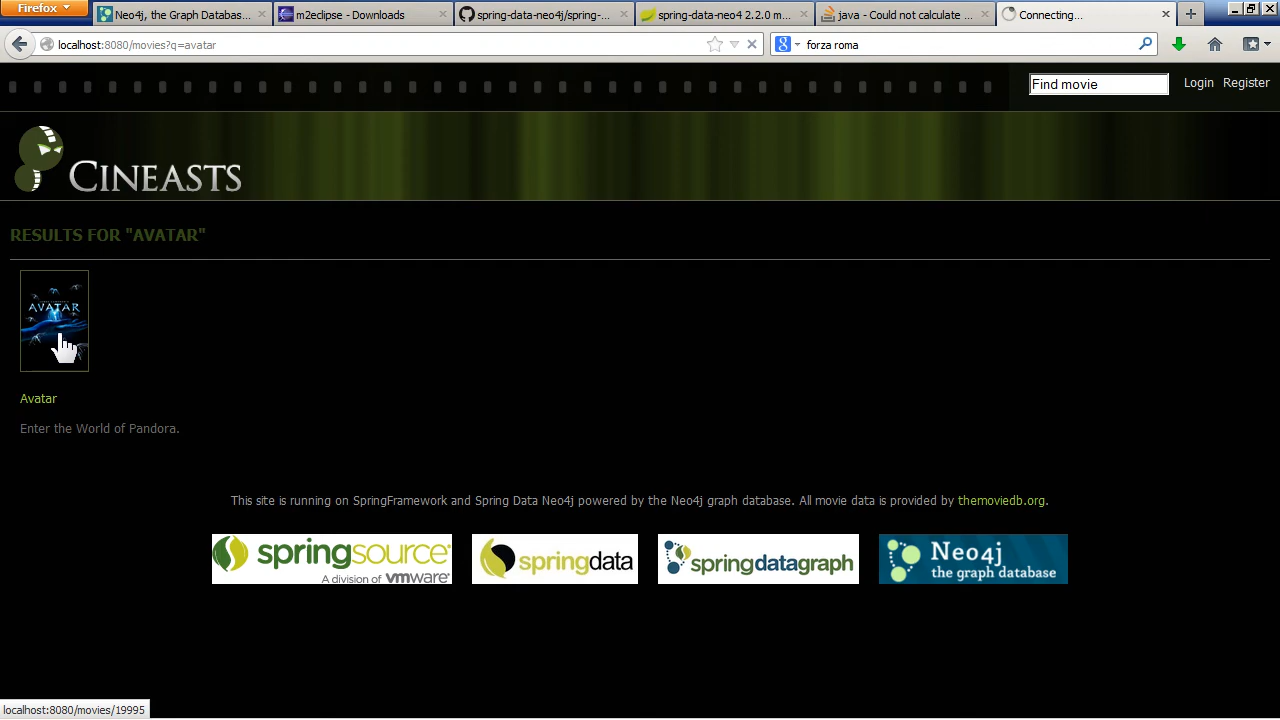 Firefox
Neo4j, the Graph Databas...
m2eclipse - Downloads
spring-data-neo4j/spring-...
spring-data-neo4 2.2.0 m...
java - Could not calculate ...
Connecting...
localhost:8080/movies?q=avatar
forza roma
Find movie
Login Register
CINEASTS
RESULTS FOR "AVATAR"
AVATAR
Avatar
Enter the World of Pandora.
This site is running on SpringFramework and Spring Data Neo4j powered by the Neo4j graph database. All movie data is provided by themoviedb.org.
springsource
A division of vmware
springdata
springdatagraph
Neo4j
the graph database
localhost:8080/movies/19995